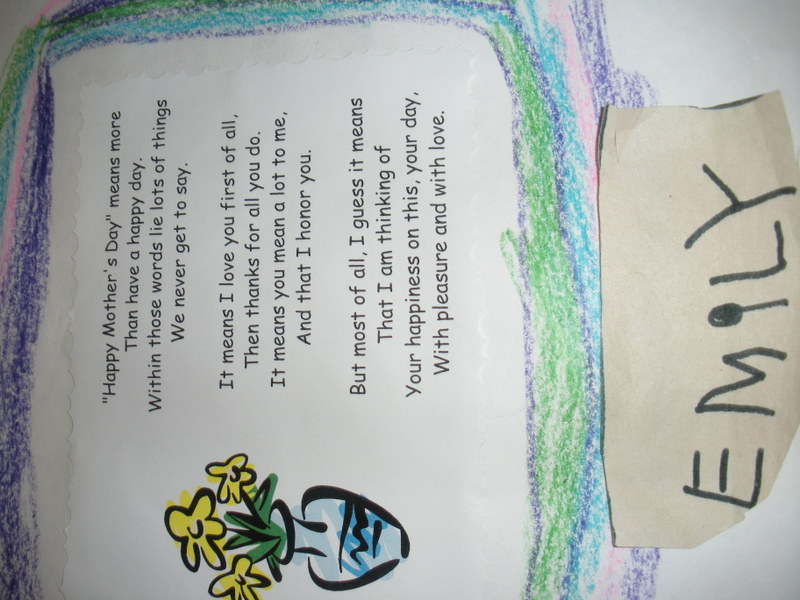 "Happy Mother's Day" means more
Than have a happy day.
Within those words lie lots of things
We never get to say.
It means I love you first of all,
Then thanks for all you do.
It means you mean a lot to me,
And that I honor you.
But most of all, I guess it means
That I am thinking of
Your happiness on this, your day,
With pleasure and with love.
EMiLY